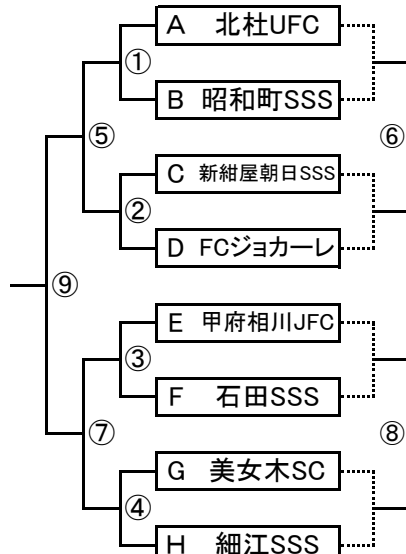 A 北杜UFC
①
B 昭和町SSS
⑤
⑥
C 新紺屋朝日SSS
②
D FCジョカーレ
⑨
E 甲府相川JFC
③
F 石田SSS
⑦
⑧
G 美女木SC
④
H 細江SSS